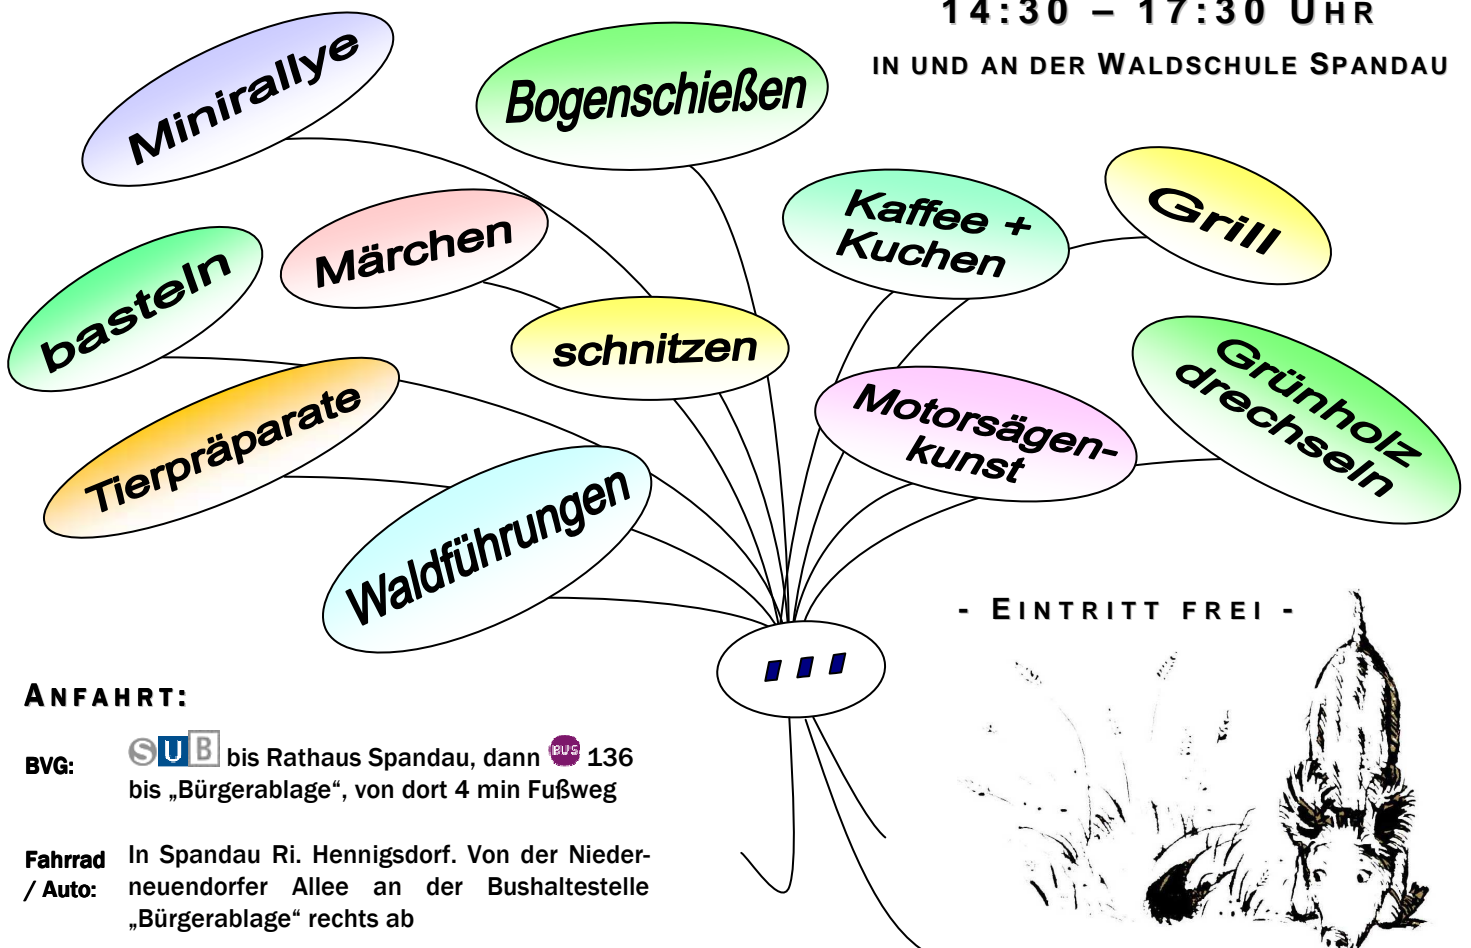 14:30 – 17:30 UHR
IN UND AN DER WALDSCHULE SPANDAU
Minirallye
Bogenschießen
Kaffee +
Kuchen
Grill
Märchen
basteln
schnitzen
Motorsägen-
kunst
Grünholz
drechseln
Tierpräparate
Waldführungen
...
- EINTRITT FREI -
ANFAHRT:
BVG: S U B bis Rathaus Spandau, dann BUS 136
bis „Bürgerablage“, von dort 4 min Fußweg
Fahrrad In Spandau Ri. Hennigsdorf. Von der Nieder-
/ Auto: neuendorfer Allee an der Bushaltestelle
„Bürgerablage“ rechts ab